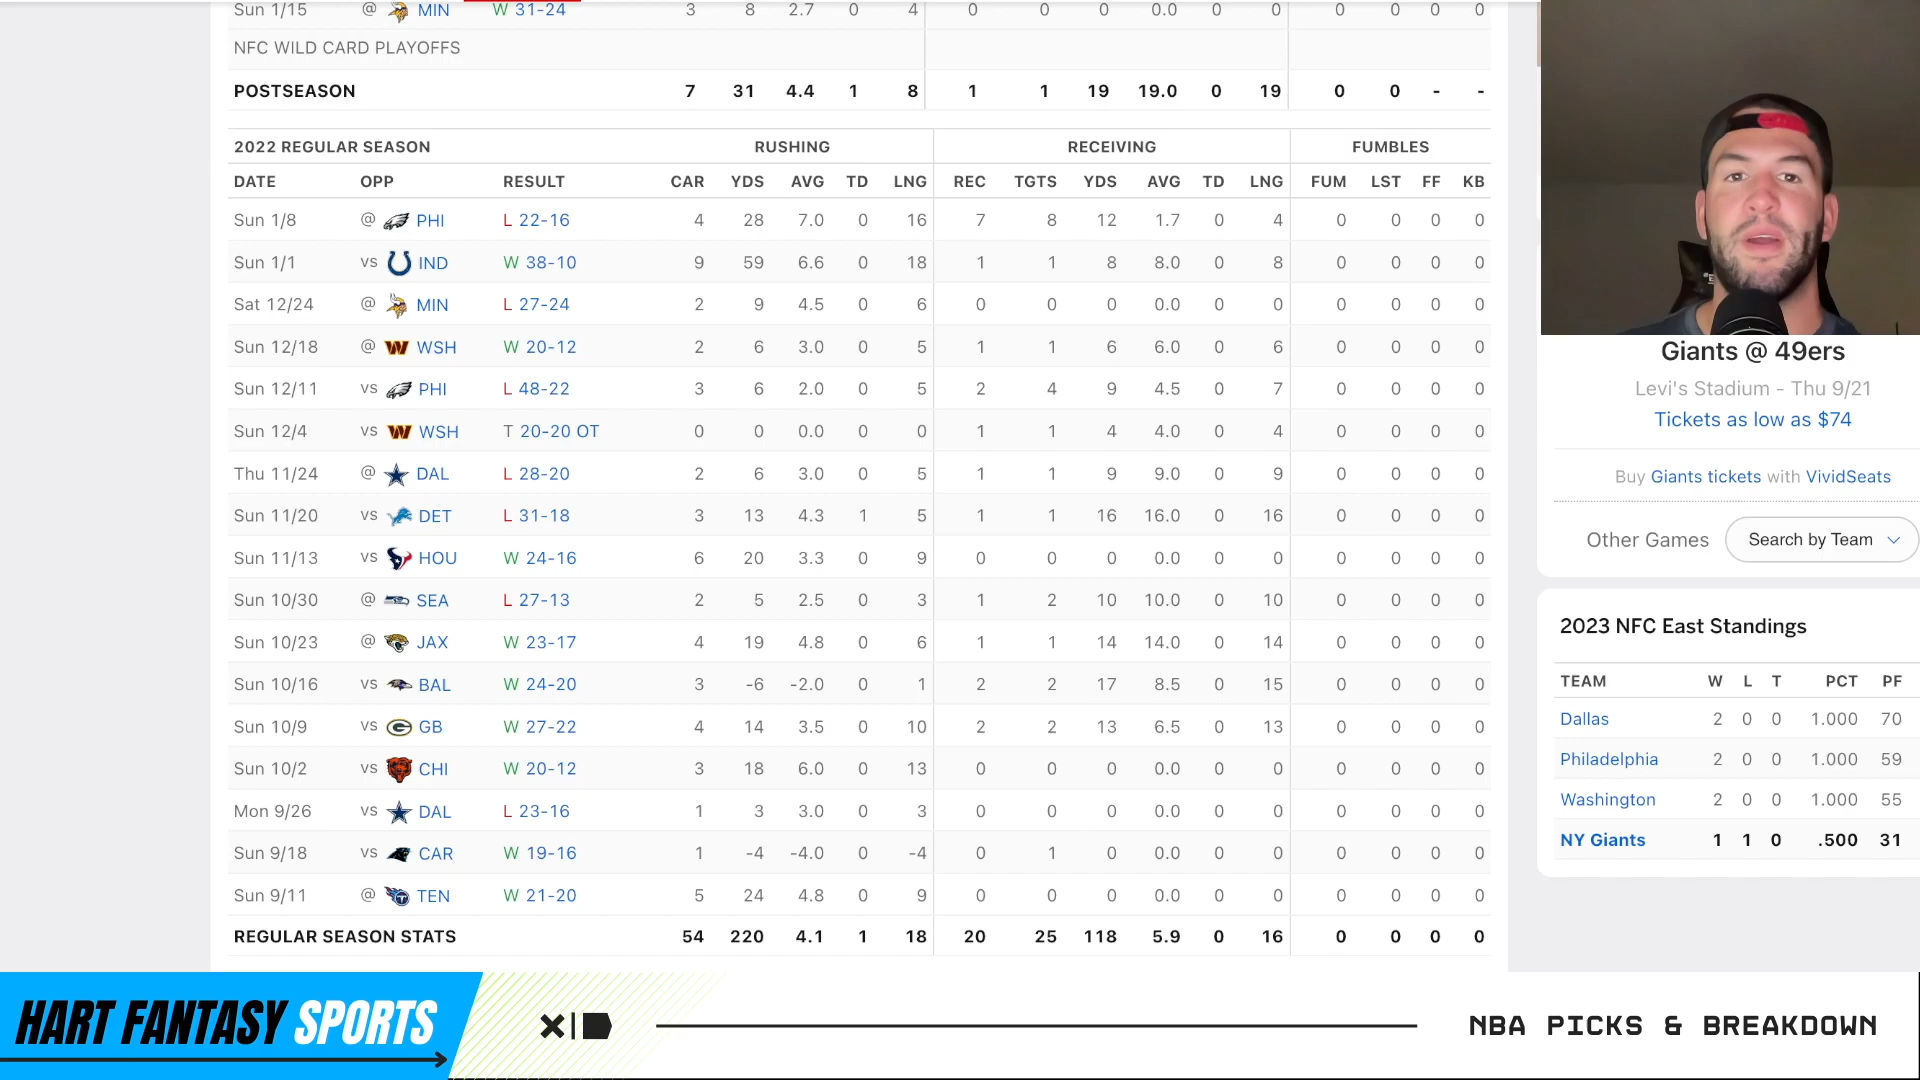 Sun 1/15 @ MIN W 31-24 3 8 2.7 0 4 0 0 0 0.0 0 0 0 0 0 0
NFC WILD CARD PLAYOFFS
POSTSEASON 7 31 4.4 1 8 1 1 19 19.0 0 19 0 0 - -
2022 REGULAR SEASON RUSHING RECEIVING FUMBLES
DATE OPP RESULT CAR YDS AVG TD LNG REC TGTS YDS AVG TD LNG FUM LST FF KB
Sun 1/8 @ PHI L 22-16 4 28 7.0 0 16 7 8 12 1.7 0 4 0 0 0 0
Sun 1/1 vs IND W 38-10 9 59 6.6 0 18 1 1 8 8.0 0 8 0 0 0 0
Sat 12/24 @ MIN L 27-24 2 9 4.5 0 6 0 0 0 0.0 0 0 0 0 0 0
Sun 12/18 @ WSH W 20-12 2 6 3.0 0 5 1 1 6 6.0 0 6 0 0 0 0
Sun 12/11 vs PHI L 48-22 3 6 2.0 0 5 2 4 9 4.5 0 7 0 0 0 0
Sun 12/4 vs WSH T 20-20 OT 0 0 0.0 0 0 1 1 4 4.0 0 4 0 0 0 0
Thu 11/24 @ DAL L 28-20 2 6 3.0 0 5 1 1 9 9.0 0 9 0 0 0 0
Sun 11/20 vs DET L 31-18 3 13 4.3 1 5 1 1 16 16.0 0 16 0 0 0 0
Sun 11/13 vs HOU W 24-16 6 20 3.3 0 9 0 0 0 0.0 0 0 0 0 0 0
Sun 10/30 @ SEA L 27-13 2 5 2.5 0 3 1 2 10 10.0 0 10 0 0 0 0
Sun 10/23 @ JAX W 23-17 4 19 4.8 0 6 1 1 14 14.0 0 14 0 0 0 0
Sun 10/16 vs BAL W 24-20 3 -6 -2.0 0 1 2 2 17 8.5 0 15 0 0 0 0
Sun 10/9 vs GB W 27-22 4 14 3.5 0 10 2 2 13 6.5 0 13 0 0 0 0
Sun 10/2 vs CHI W 20-12 3 18 6.0 0 13 0 0 0 0.0 0 0 0 0 0 0
Mon 9/26 vs DAL L 23-16 1 3 3.0 0 3 0 0 0 0.0 0 0 0 0 0 0
Sun 9/18 vs CAR W 19-16 1 -4 -4.0 0 -4 0 1 0 0.0 0 0 0 0 0 0
Sun 9/11 @ TEN W 21-20 5 24 4.8 0 9 0 0 0 0.0 0 0 0 0 0 0
REGULAR SEASON STATS 54 220 4.1 1 18 20 25 118 5.9 0 16 0 0 0 0
Giants @ 49ers
Levi's Stadium - Thu 9/21
Tickets as low as $74
Buy Giants tickets with VividSeats
Other Games Search by Team
2023 NFC East Standings
TEAM W L T PCT PF
Dallas 2 0 0 1.000 70
Philadelphia 2 0 0 1.000 59
Washington 2 0 0 1.000 55
NY Giants 1 1 0 .500 31
HART FANTASY SPORTS
NBA PICKS & BREAKDOWN